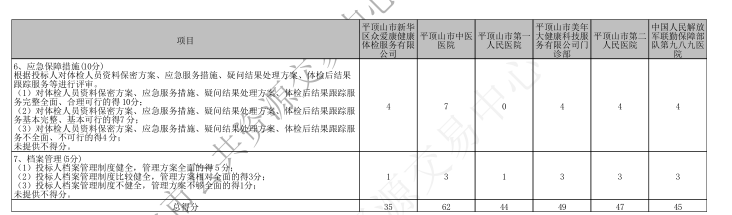 项目
平顶山市新华
区众爱康健康
体检服务有限
公司
平顶山市中医
医院
平顶山市第一
人民医院
平顶山市美年
大健康科技服
务有限公司门
诊部
平顶山市第二
人民医院
中国人民解放
军联勤保障部
队第九八九医
院
6、应急保障措施(10分)
根据投标人对体检人员资料保密方案、应急服务措施、疑问结果处理方案、体检后结果
跟踪服务等进行评审。
（1）对体检人员资料保密方案、应急服务措施、疑问结果处理方案、体检后结果跟踪服
务完整全面、合理可行的得 10分；
（2）对体检人员资料保密方案、应急服务措施、疑问结果处理方案、体检后结果跟踪服
务基本完整、基本可行的得7分；
（3）对体检人员资料保密方案、应急服务措施、疑问结果处理方案、体检后结果跟踪服
务不全面、不可行的得4分；
未提供不得分。
4 7 0 4 4 4
7、档案管理(5分)
（1）投标人档案管理制度健全，管理方案全面的得5分；
（2）投标人档案管理制度比较健全，管理方案相对全面的得3分；
（3）投标人档案管理制度不健全，管理方案不够全面的得1分；
未提供不得分。
1 3 1 3 3 3
总得分 35 62 44 49 47 45